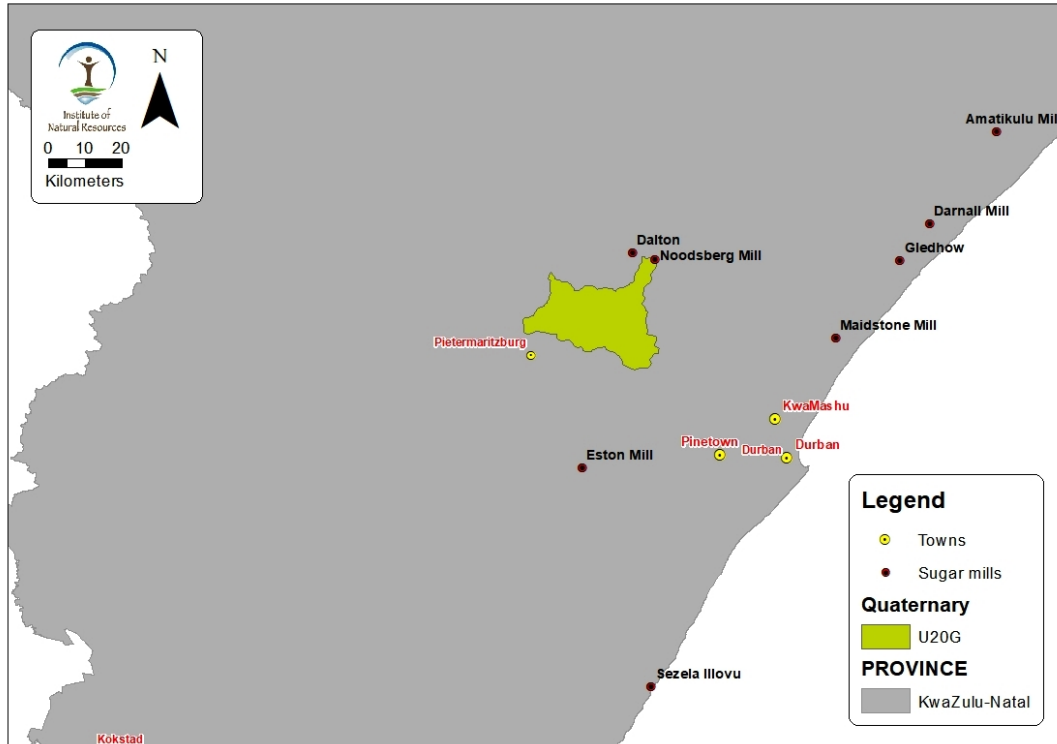 N
Institute of
Natural Resources
0 10 20
Kilometers
Amatikulu Mil
Darnall Mill
Gledhow
Dalton
Noodsberg Mill
Maidstone Mill
Pietermaritzburg
KwaMashu
Pinetown
Durban
Durban
Eston Mill
Sezela Illovu
Kokstad
Legend
Towns
Sugar mills
Quaternary
U20G
PROVINCE
KwaZulu-Natal